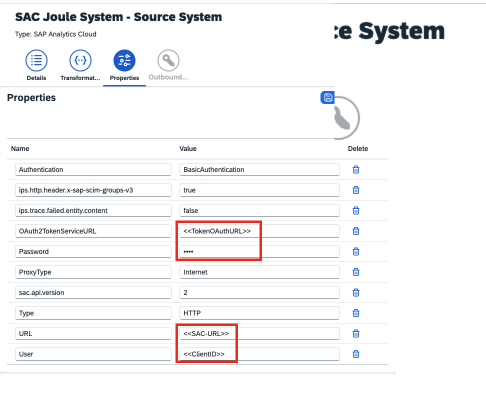 SAC Joule System - Source System
Type: SAP Analytics Cloud
Details Transformat... Properties Outbound...
Properties
Name Value Delete
Authentication BasicAuthentication
ips.http.header.x-sap-scim-groups-v3 true
ips.trace.failed.entity.content false
OAuth2TokenServiceURL <<TokenOAuthURL>>
Password ••••
ProxyType Internet
sac.api.version 2
Type HTTP
URL <<SAC-URL>>
User <<ClientID>>
ce System